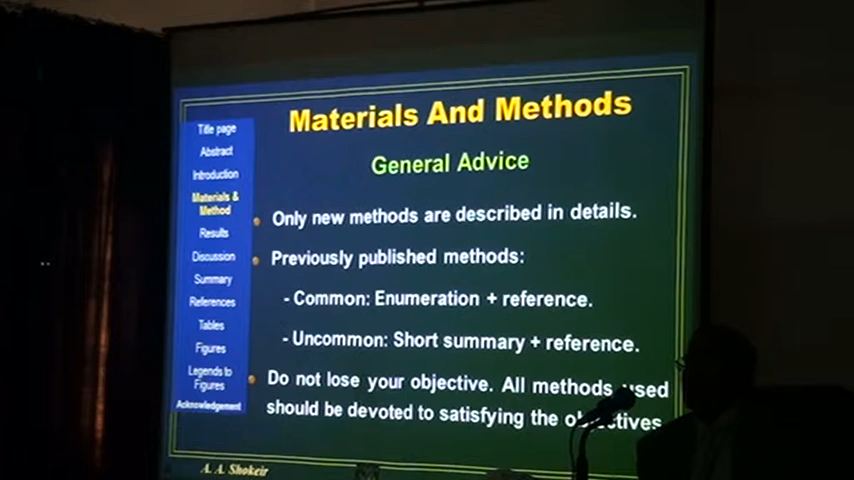 Materials And Methods
General Advice
Title page
Abstract
Introduction
Materials &
Method
Results
Discussion
Summary
References
Tables
Figures
Legends to
Figures
Acknowledgement
Only new methods are described in details.
Previously published methods:
- Common: Enumeration + reference.
- Uncommon: Short summary + reference.
Do not lose your objective. All methods used
should be devoted to satisfying the objectives
A. A. Shokeir